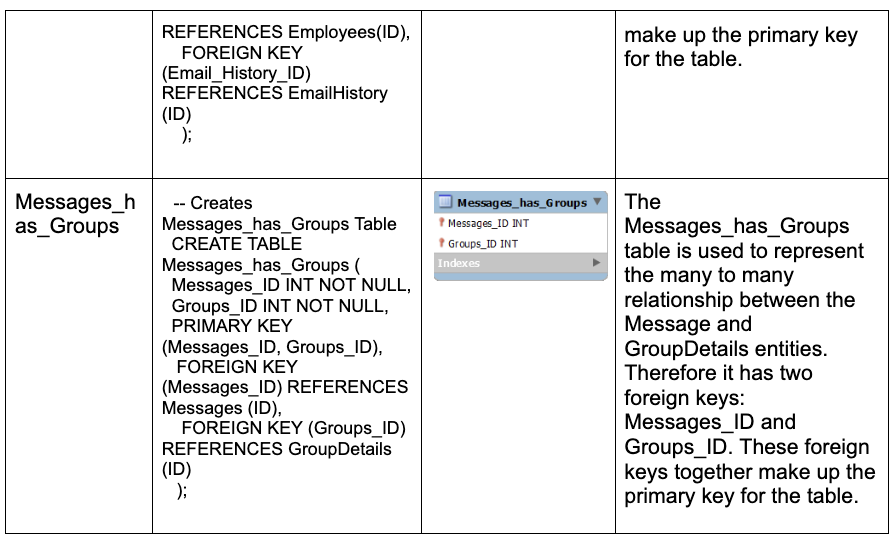 REFERENCES Employees(ID),
FOREIGN KEY
(Email_History_ID)
REFERENCES EmailHistory
(ID)
);
make up the primary key
for the table.
Messages_h
as_Groups
-- Creates
Messages_has_Groups Table
CREATE TABLE
Messages_has_Groups (
Messages_ID INT NOT NULL,
Groups_ID INT NOT NULL,
PRIMARY KEY
(Messages_ID, Groups_ID),
FOREIGN KEY
(Messages_ID) REFERENCES
Messages (ID),
FOREIGN KEY (Groups_ID)
REFERENCES GroupDetails
(ID)
);
Messages_has_Groups
Messages_ID INT
Groups_ID INT
Indexes
The
Messages_has_Groups
table is used to represent
the many to many
relationship between the
Message and
GroupDetails entities.
Therefore it has two
foreign keys:
Messages_ID and
Groups_ID. These foreign
keys together make up the
primary key for the table.